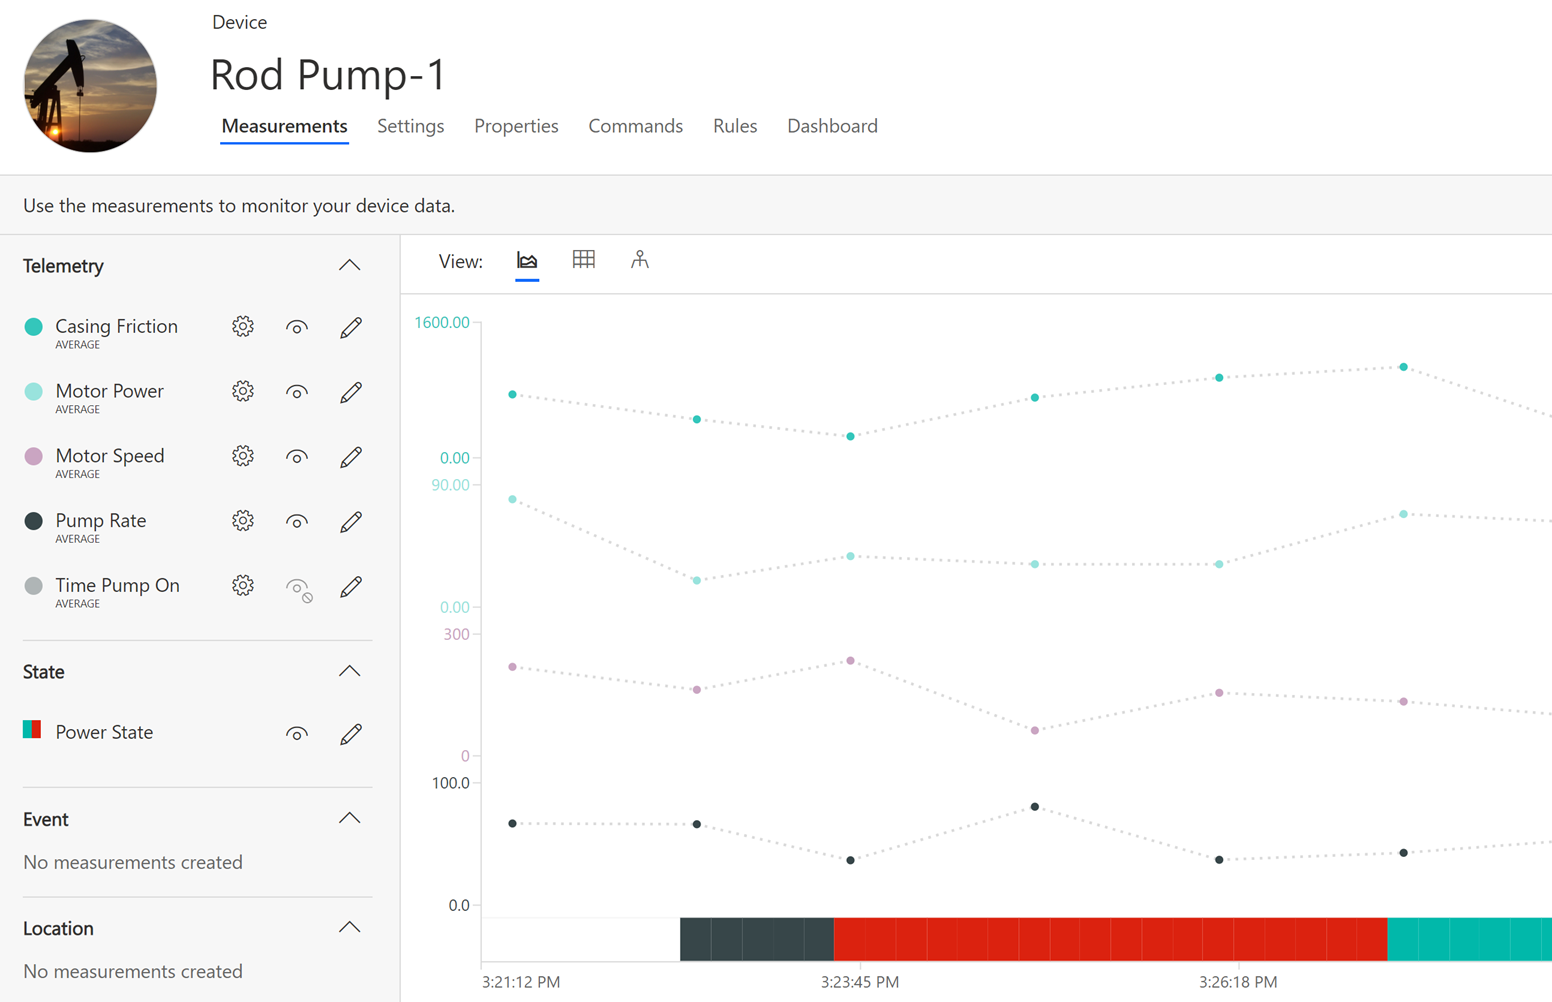 Device
Rod Pump-1
Measurements Settings Properties Commands Rules Dashboard
Use the measurements to monitor your device data.
Telemetry
Casing Friction
AVERAGE
Motor Power
AVERAGE
Motor Speed
AVERAGE
Pump Rate
AVERAGE
Time Pump On
AVERAGE
State
Power State
Event
No measurements created
Location
No measurements created
View:
1600.00
0.00
90.00
0.00
300
0
100.0
0.0
3:21:12 PM 3:23:45 PM 3:26:18 PM